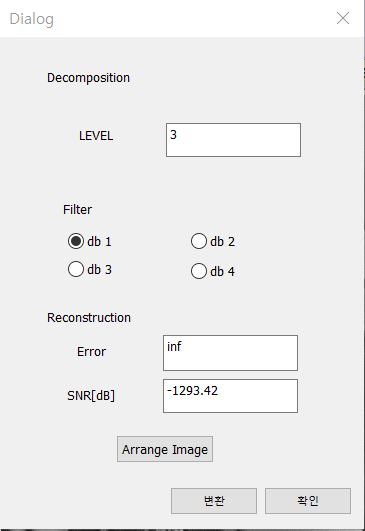 Dialog
Decomposition
LEVEL
3
Filter
db 1
db 2
db 3
db 4
Reconstruction
Error
inf
SNR[dB]
-1293.42
Arrange Image
변환
확인